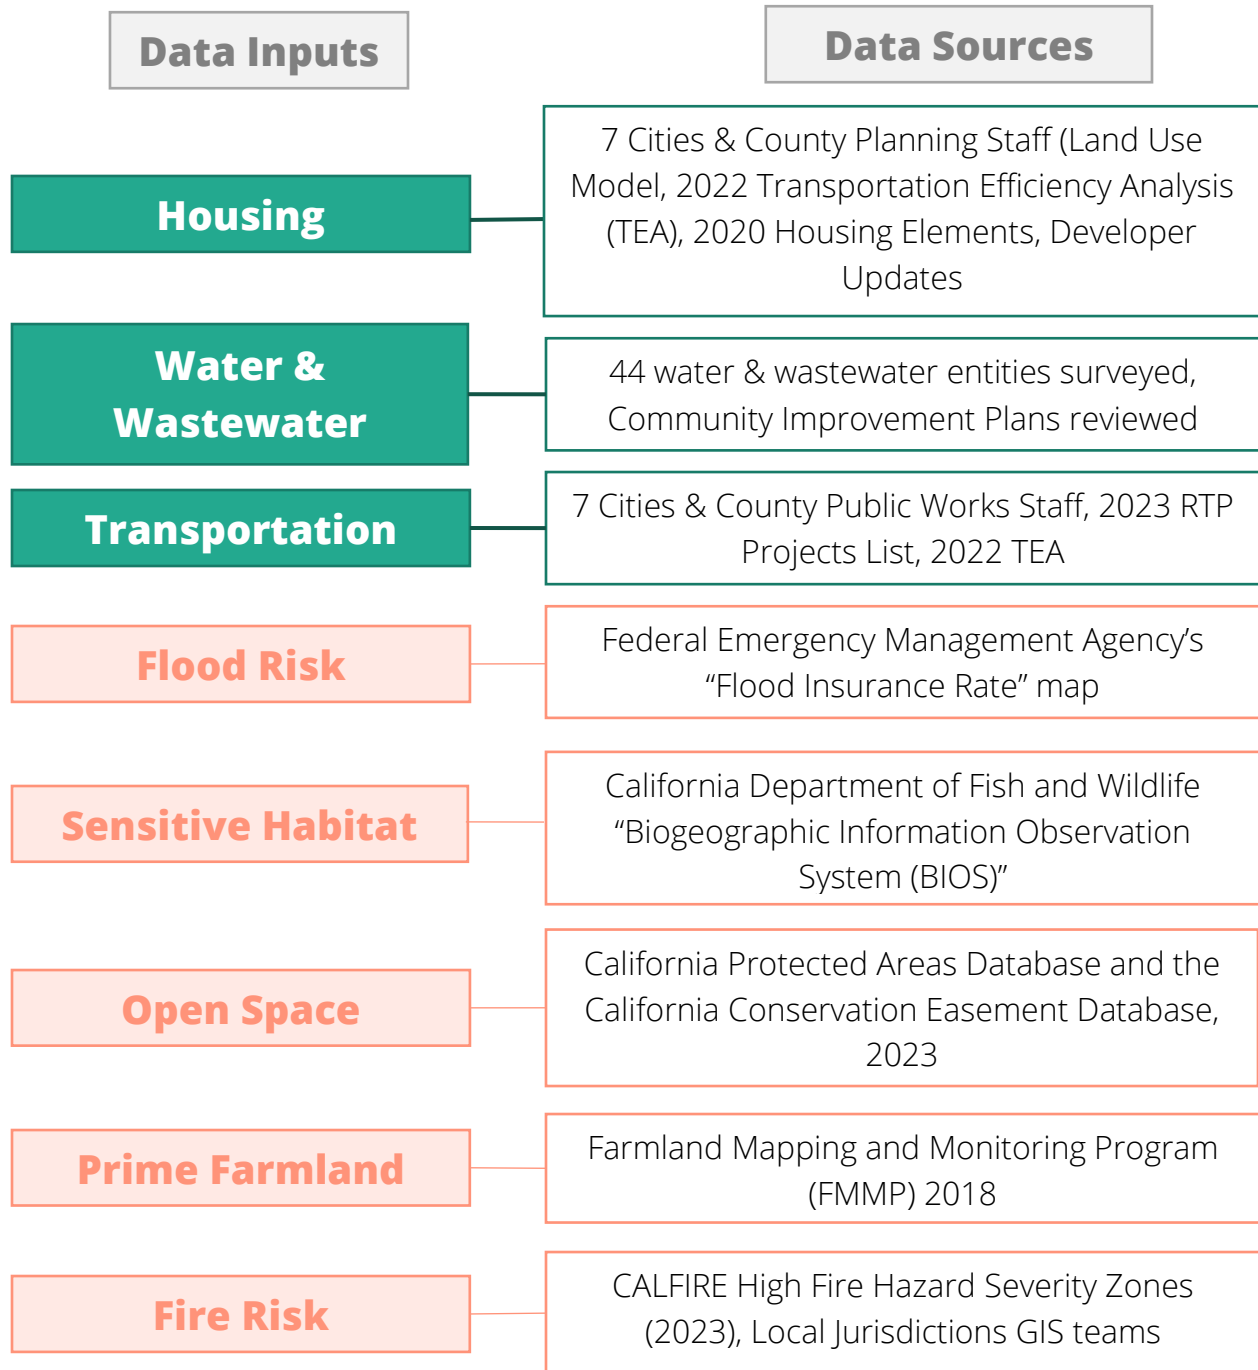 Data Inputs
Data Sources
Housing
7 Cities & County Planning Staff (Land Use
Model, 2022 Transportation Efficiency Analysis
(TEA), 2020 Housing Elements, Developer
Updates
Water &
Wastewater
44 water & wastewater entities surveyed,
Community Improvement Plans reviewed
Transportation
7 Cities & County Public Works Staff, 2023 RTP
Projects List, 2022 TEA
Flood Risk
Federal Emergency Management Agency’s
“Flood Insurance Rate” map
Sensitive Habitat
California Department of Fish and Wildlife
“Biogeographic Information Observation
System (BIOS)”
Open Space
California Protected Areas Database and the
California Conservation Easement Database,
2023
Prime Farmland
Farmland Mapping and Monitoring Program
(FMMP) 2018
Fire Risk
CALFIRE High Fire Hazard Severity Zones
(2023), Local Jurisdictions GIS teams